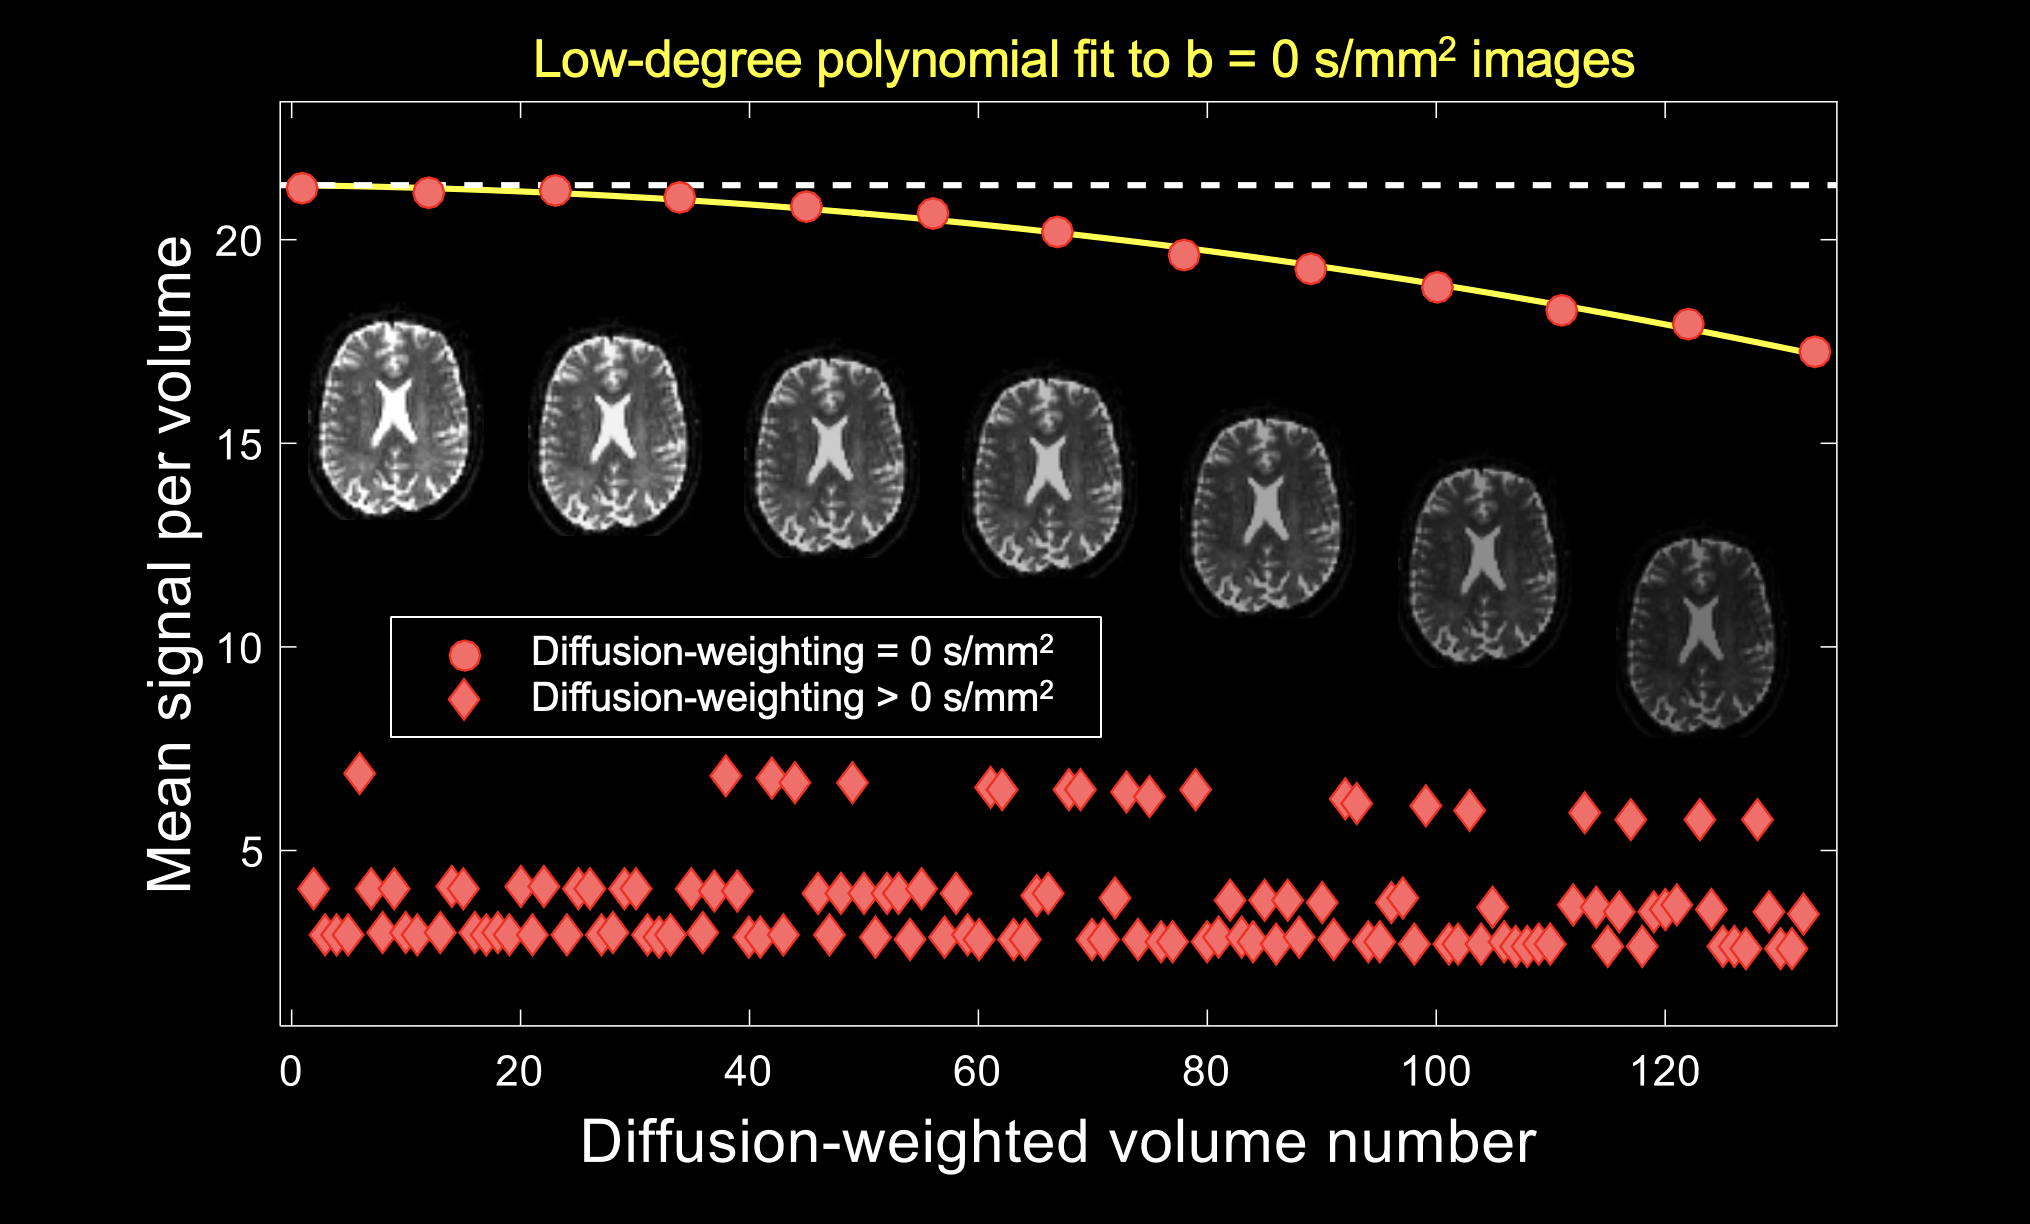 Low-degree polynomial fit to b = 0 s/mm² images
Mean signal per volume
20
15
10
5
Diffusion-weighting = 0 s/mm²
Diffusion-weighting > 0 s/mm²
0 20 40 60 80 100 120
Diffusion-weighted volume number